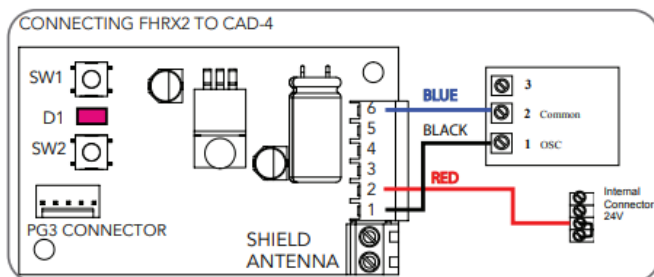 CONNECTING FHRX2 TO CAD-4
SW1
D1
SW2
PG3 CONNECTOR
SHIELD
ANTENNA
6
5
4
3
2
1
BLUE
BLACK
RED
3
2 Common
1 OSC
Internal
Connector
24V